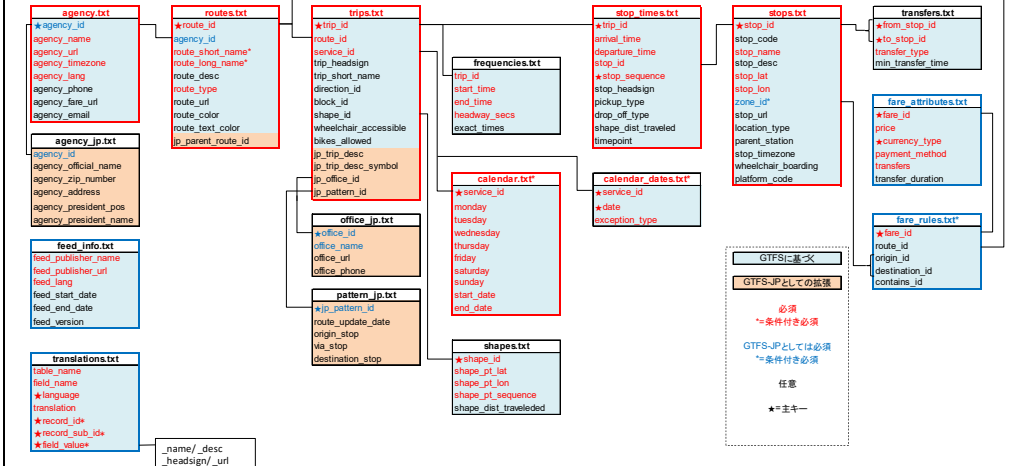 agency.txt
★agency_id
agency_name
agency_url
agency_timezone
agency_lang
agency_phone
agency_fare_url
agency_email
agency_jp.txt
agency_id
agency_official_name
agency_zip_number
agency_address
agency_president_pos
agency_president_name
feed_info.txt
feed_publisher_name
feed_publisher_url
feed_lang
feed_start_date
feed_end_date
feed_version
translations.txt
table_name
field_name
★language
translation
★record_id*
★record_sub_id*
★field_value*
_name/_desc
_headsign/_url
routes.txt
★route_id
agency_id
route_short_name*
route_long_name*
route_desc
route_type
route_url
route_color
route_text_color
jp_parent_route_id
trips.txt
★trip_id
route_id
service_id
trip_headsign
trip_short_name
direction_id
block_id
shape_id
wheelchair_accessible
bikes_allowed
jp_trip_desc
jp_trip_desc_symbol
jp_office_id
jp_pattern_id
office_jp.txt
★office_id
office_name
office_url
office_phone
pattern_jp.txt
★jp_pattern_id
route_update_date
origin_stop
via_stop
destination_stop
frequencies.txt
trip_id
start_time
end_time
headway_secs
exact_times
calendar.txt*
★service_id
monday
tuesday
wednesday
thursday
friday
saturday
sunday
start_date
end_date
shapes.txt
★shape_id
shape_pt_lat
shape_pt_lon
shape_pt_sequence
shape_dist_traveleded
stop_times.txt
★trip_id
arrival_time
departure_time
stop_id
★stop_sequence
stop_headsign
pickup_type
drop_off_type
shape_dist_traveled
timepoint
calendar_dates.txt*
★service_id
★date
exception_type
stops.txt
★stop_id
stop_code
stop_name
stop_desc
stop_lat
stop_lon
zone_id*
stop_url
location_type
parent_station
stop_timezone
wheelchair_boarding
platform_code
transfers.txt
★from_stop_id
★to_stop_id
transfer_type
min_transfer_time
fare_attributes.txt
★fare_id
price
★currency_type
payment_method
transfers
transfer_duration
fare_rules.txt*
★fare_id
route_id
origin_id
destination_id
contains_id
GTFSに基づく
GTFS-JPとしての拡張
必須
*=条件付き必須
GTFS-JPとしては必須
*=条件付き必須
任意
★=主キー